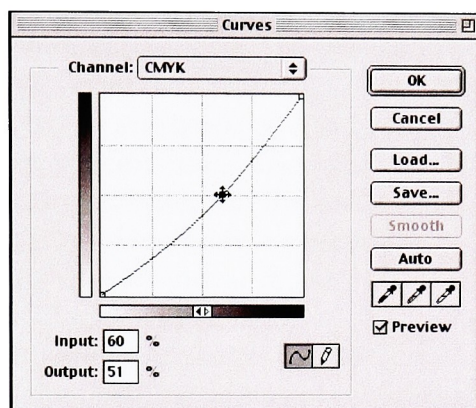 Curves
Channel: CMYK
OK
Cancel
Load...
Save...
Smooth
Auto
Preview
Input: 60 %
Output: 51 %